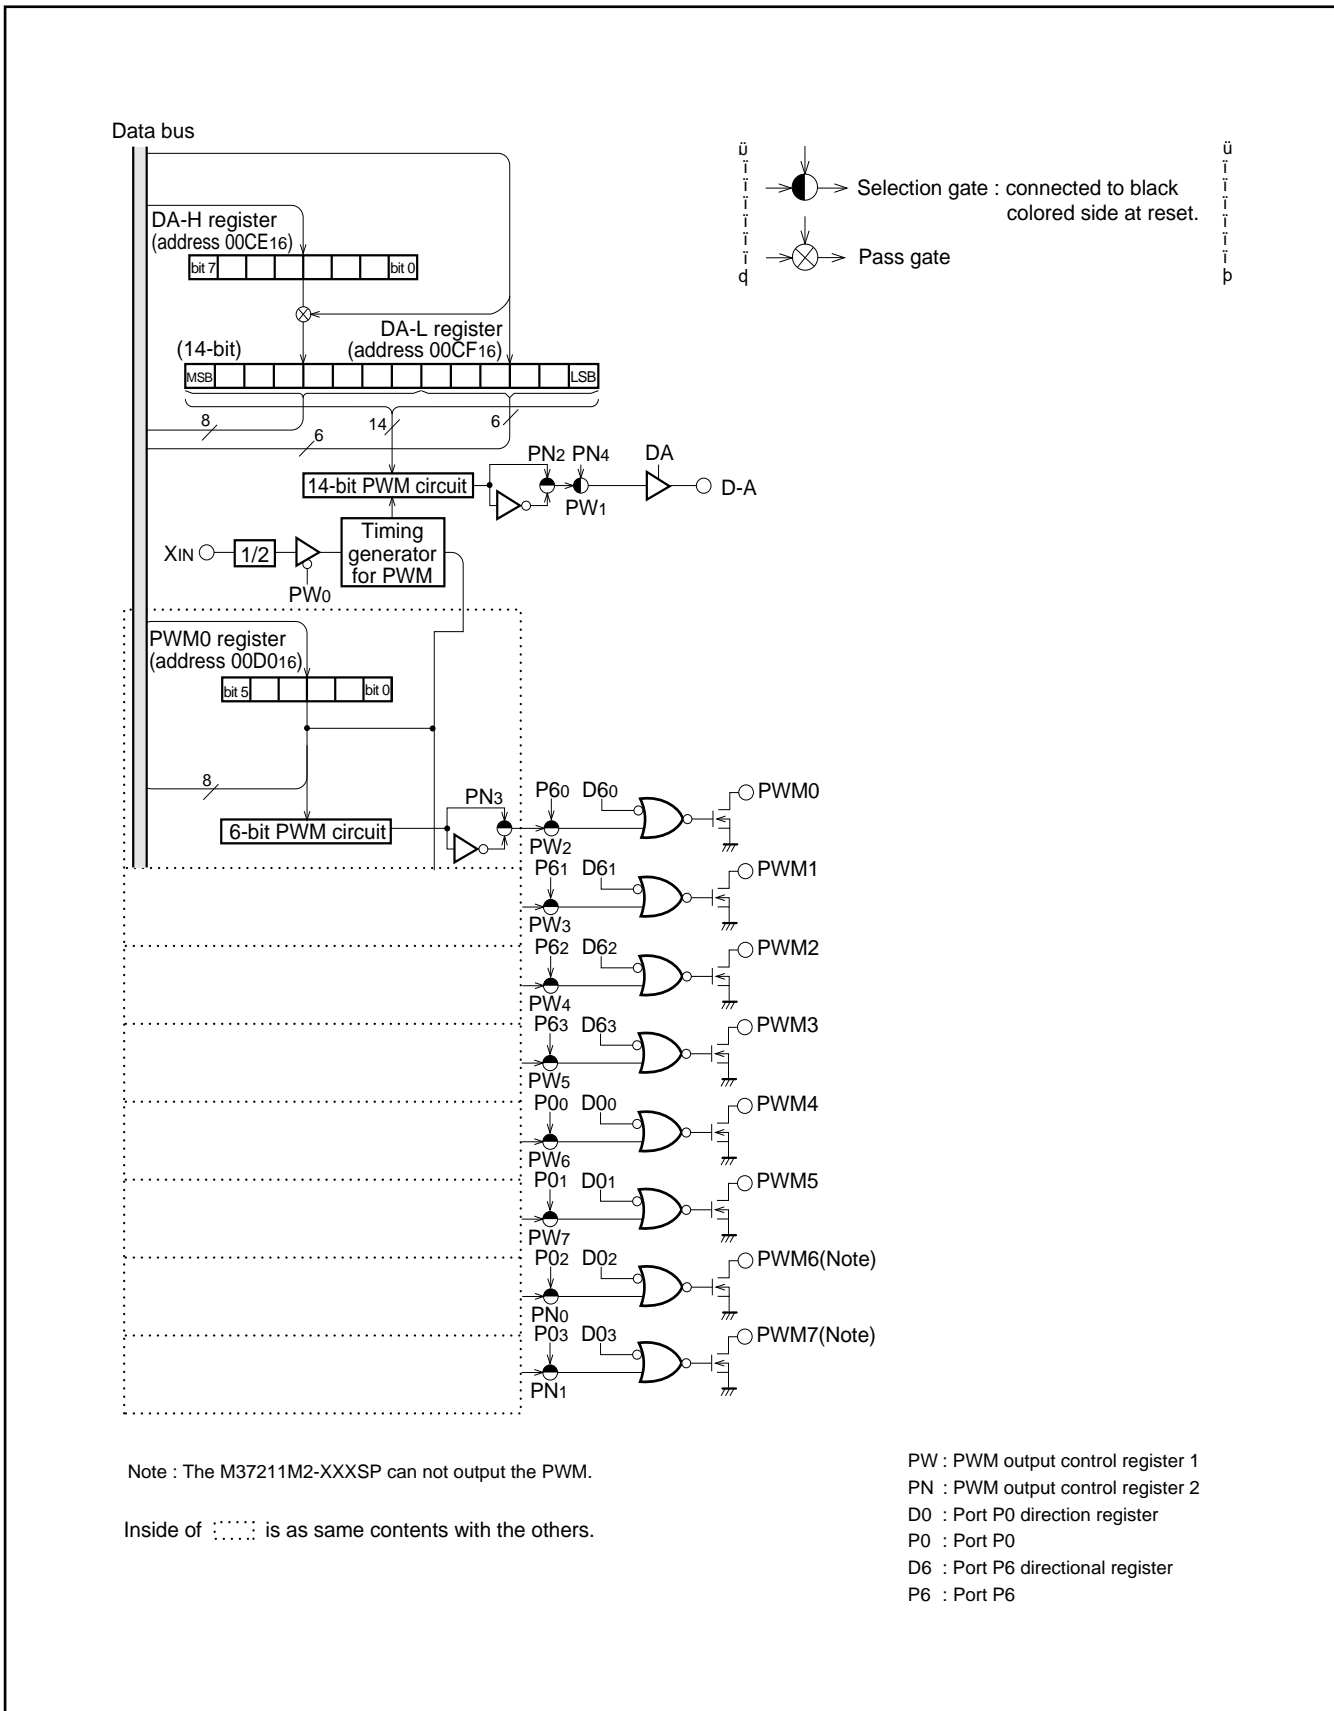 Data bus
DA-H register
(address 00CE16)
bit 7
bit 0
DA-L register
(address 00CF16)
(14-bit)
MSB
LSB
8
14
6
6
14-bit PWM circuit
PN2
PN4
PW1
DA
D-A
XIN
1/2
PW0
Timing
generator
for PWM
ü
ï
ï
ï
ï
ï
ï
q
Selection gate : connected to black
colored side at reset.
Pass gate
ü
ï
ï
ï
ï
ï
ï
þ
PWM0 register
(address 00D016)
bit 5
bit 0
8
6-bit PWM circuit
PN3
P60
D60
PWM0
PW2
P61
D61
PWM1
PW3
P62
D62
PWM2
PW4
P63
D63
PWM3
PW5
P00
D00
PWM4
PW6
P01
D01
PWM5
PW7
P02
D02
PWM6(Note)
PN0
P03
D03
PWM7(Note)
PN1
Note : The M37211M2-XXXSP can not output the PWM.
Inside of is as same contents with the others.
PW : PWM output control register 1
PN : PWM output control register 2
D0 : Port P0 direction register
P0 : Port P0
D6 : Port P6 directional register
P6 : Port P6